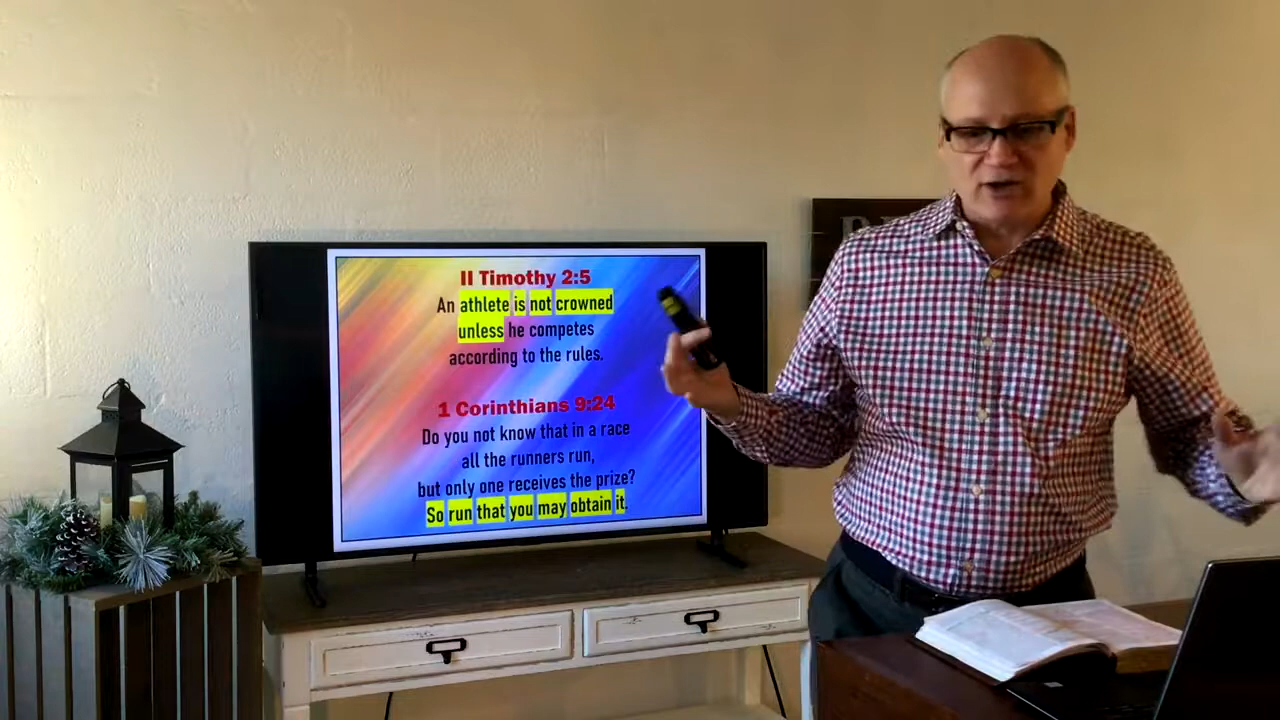 II Timothy 2:5
An athlete is not crowned
unless he competes
according to the rules.
1 Corinthians 9:24
Do you not know that in a race
all the runners run,
but only one receives the prize?
So run that you may obtain it.